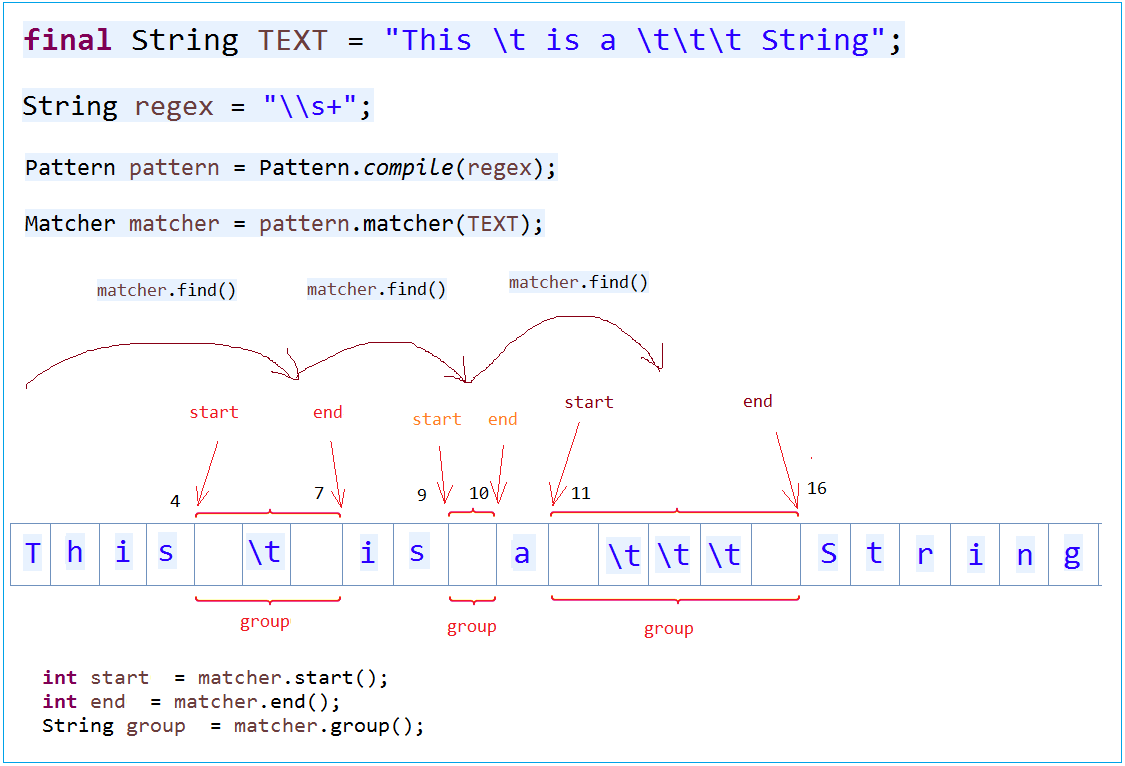 final String TEXT = "This \t is a \t\t\t String";
String regex = "\\s+";
Pattern pattern = Pattern.compile(regex);
Matcher matcher = pattern.matcher(TEXT);
matcher.find() matcher.find() matcher.find()
start end start end start end
4 7 9 10 11 16
T h i s \t i s a \t \t \t S t r i n g
group group group
int start = matcher.start();
int end = matcher.end();
String group = matcher.group();